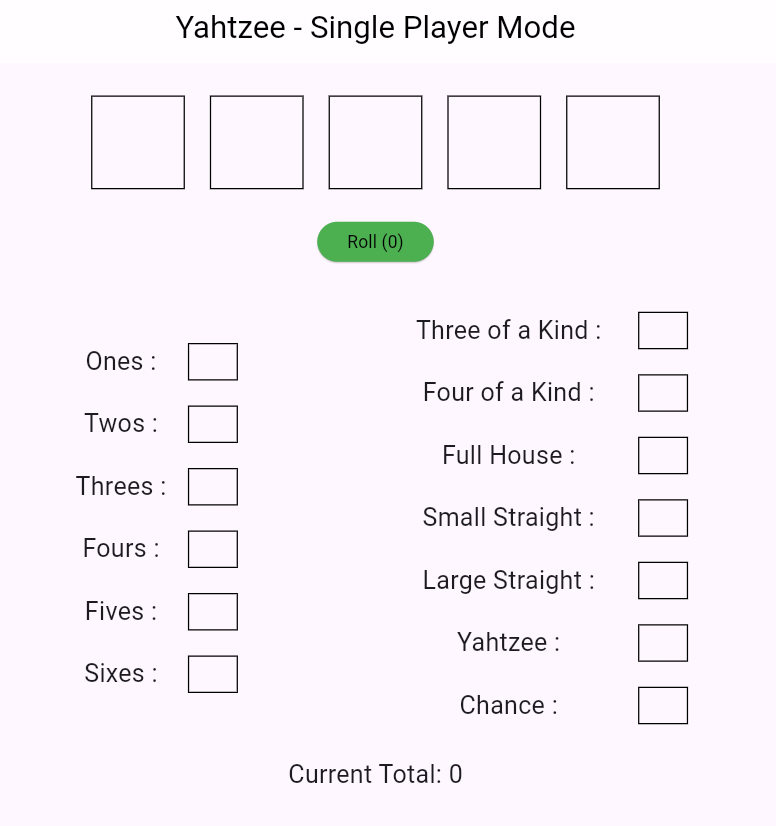 Yahtzee - Single Player Mode
Roll (0)
Ones :
Twos :
Threes :
Fours :
Fives :
Sixes :
Three of a Kind :
Four of a Kind :
Full House :
Small Straight :
Large Straight :
Yahtzee :
Chance :
Current Total: 0